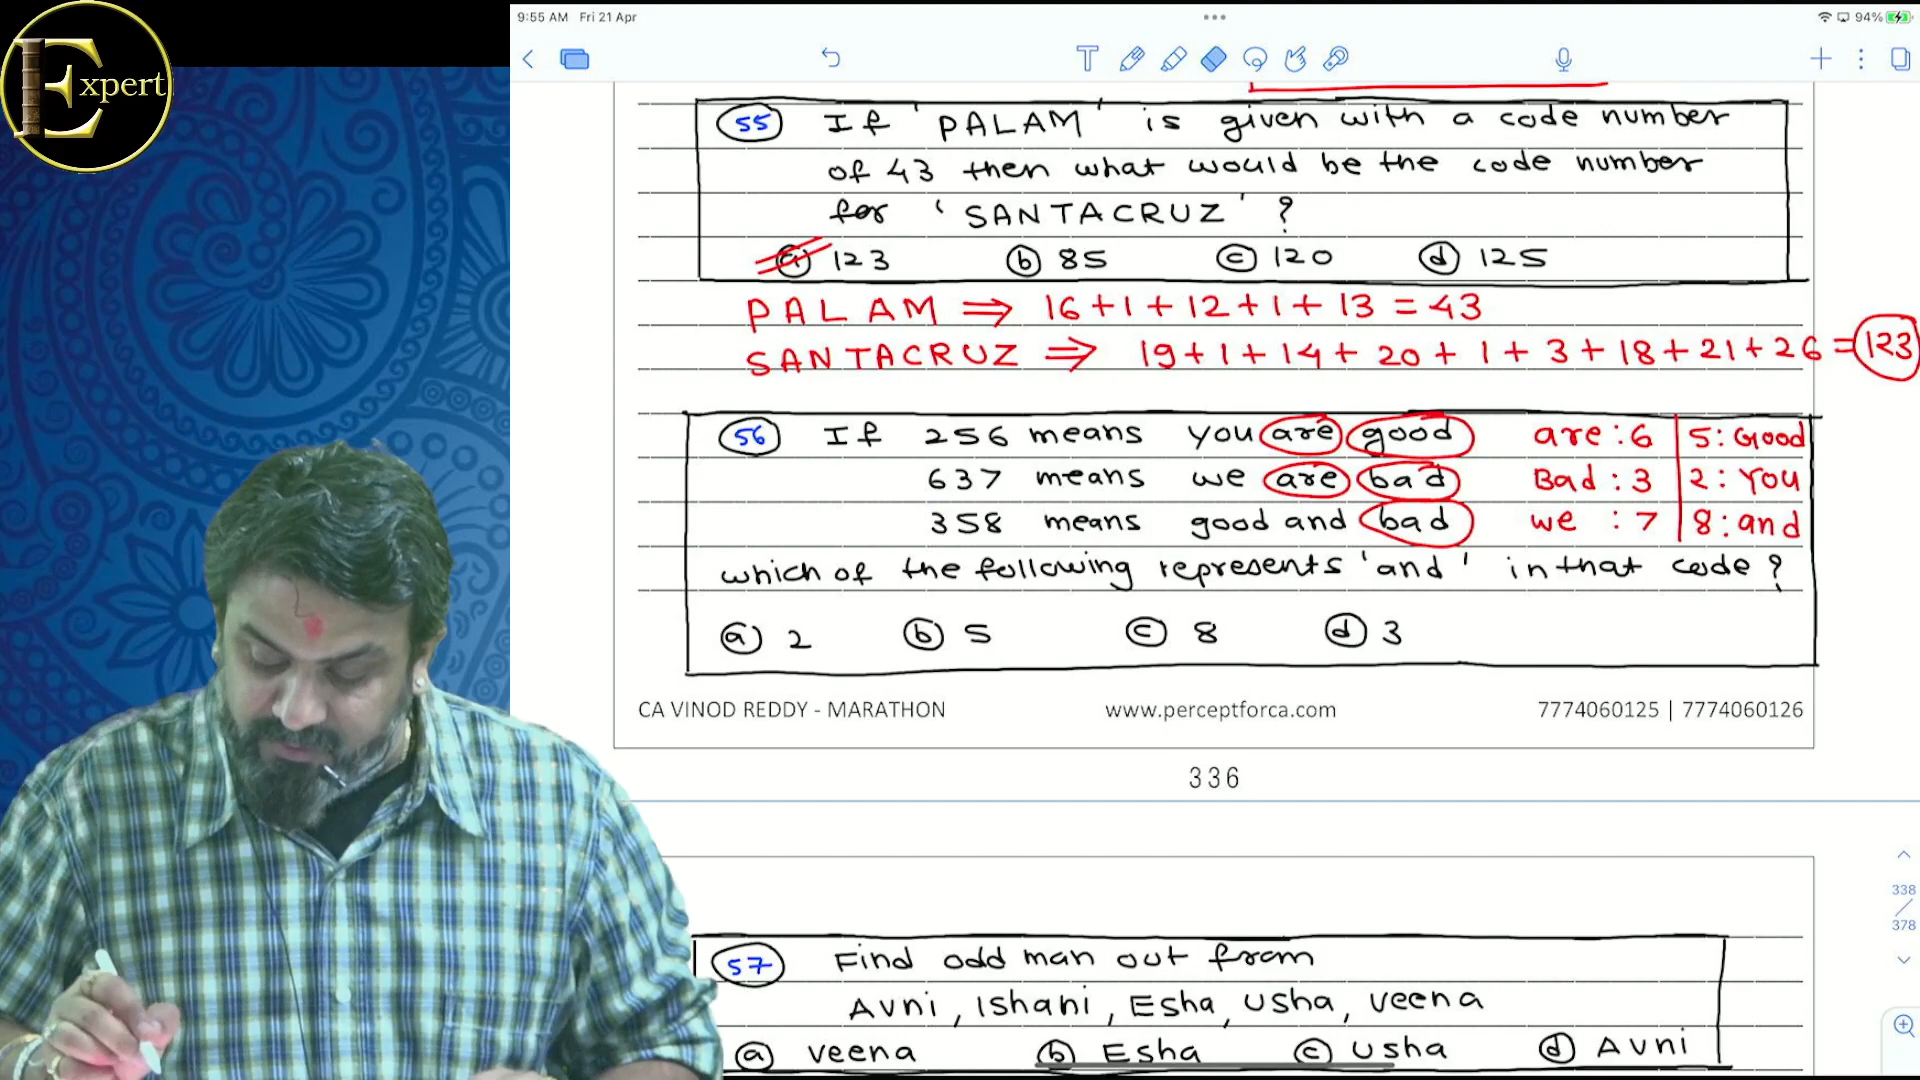 Expert
9:55 AM Fri 21 Apr
94%
55 If 'PALAM' is given with a code number
of 43 then what would be the code number
for 'SANTACRUZ' ?
a 123 b 85 c 120 d 125
PALAM ⇒ 16+1+12+1+13 = 43
SANTACRUZ ⇒ 19+1+14+20+1+3+18+21+26 = 123
56 If 256 means you are good are : 6 5 : Good
637 means we are bad Bad : 3 2 : You
358 means good and bad we : 7 8 : and
which of the following represents 'and' in that code ?
a 2 b 5 c 8 d 3
CA VINOD REDDY - MARATHON www.perceptforca.com 7774060125 | 7774060126
336
338
378
57 Find odd man out from
Avni, Ishani, Esha, Usha, Veena
a Veena b Esha c Usha d Avni